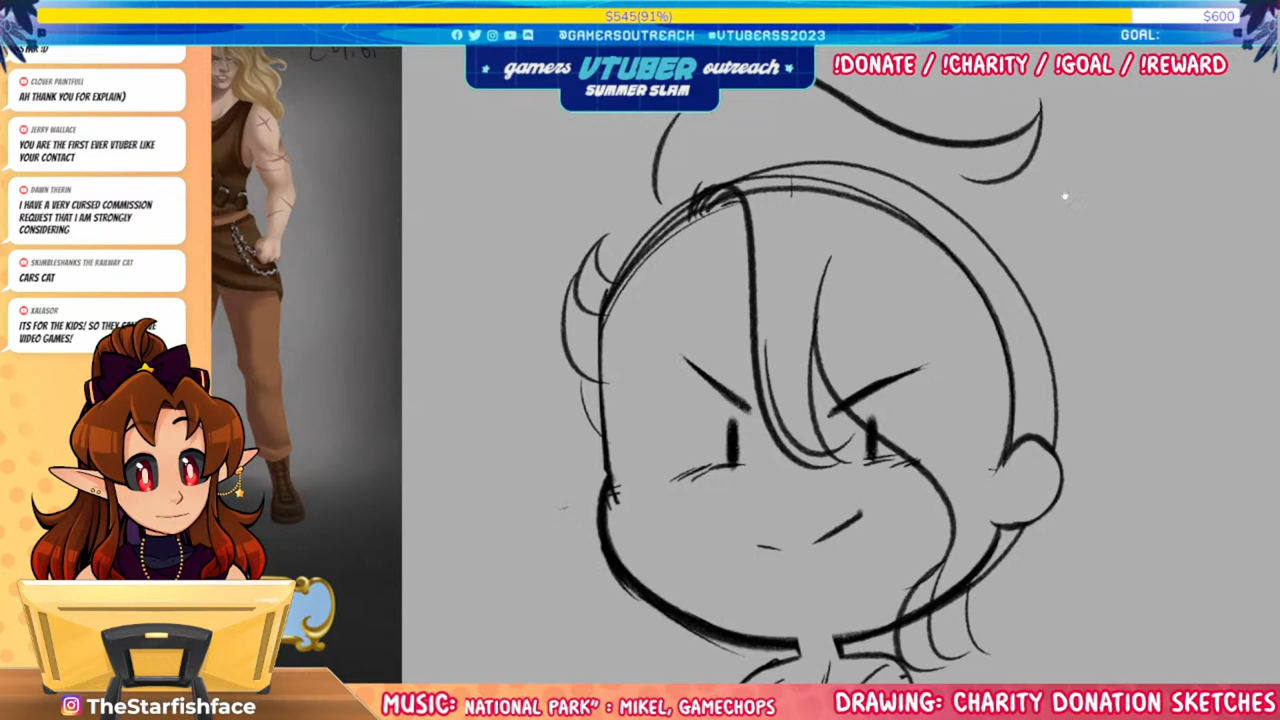 $545(91%)
$600
@GAMERSOUTREACH
#VTUBERSS2023
GOAL:
gamers VTUBER outreach
SUMMER SLAM
!DONATE / !CHARITY / !GOAL / !REWARD
CLOVER PAINTFULL
AH THANK YOU FOR EXPLAIN)
JERRY WALLACE
YOU ARE THE FIRST EVER VTUBER LIKE
YOUR CONTACT
DAWN THERIN
I HAVE A VERY CURSED COMMISSION
REQUEST THAT I AM STRONGLY
CONSIDERING
SKIMBLESHANKS THE RAILWAY CAT
CARS CAT
XALASOR
ITS FOR THE KIDS! SO THEY
VIDEO GAMES!
TheStarfishface
MUSIC: NATIONAL PARK" : MIKEL, GAMECHOPS
DRAWING: CHARITY DONATION SKETCHES